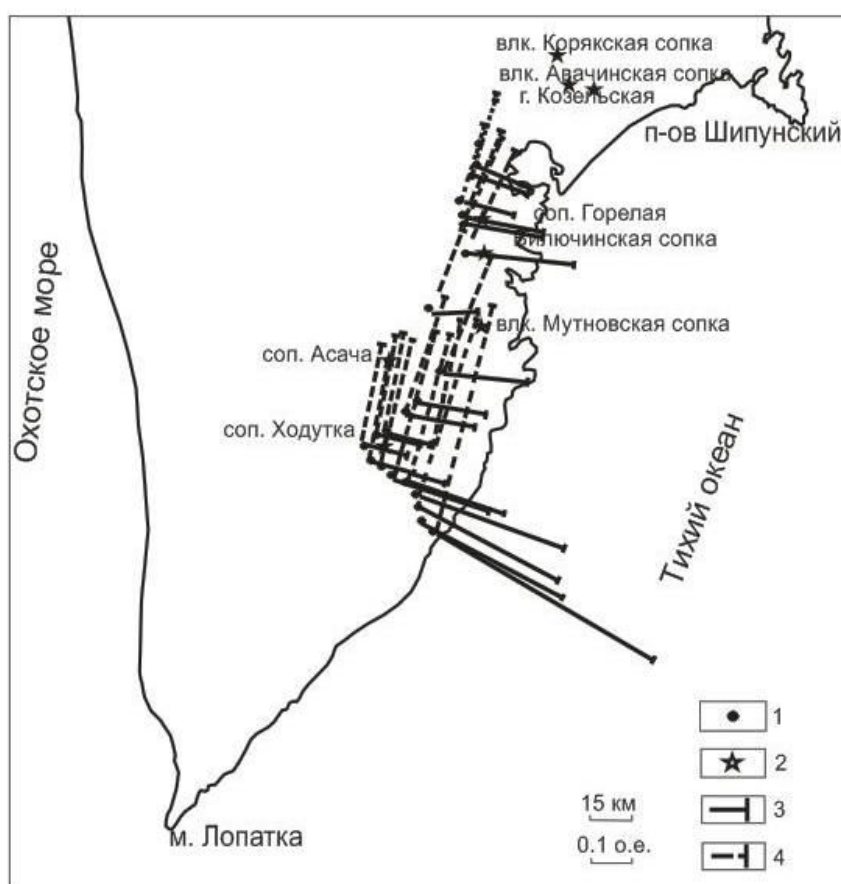 влк. Корякская сопка
влк. Авачинская сопка
г. Козельская
п-ов Шипунский
соп. Горелая
Вилючинская сопка
влк. Мутновская сопка
соп. Асача
соп. Ходутка
Охотское море
Тихий океан
м. Лопатка
1
2
3
4
15 км
0.1 о.е.